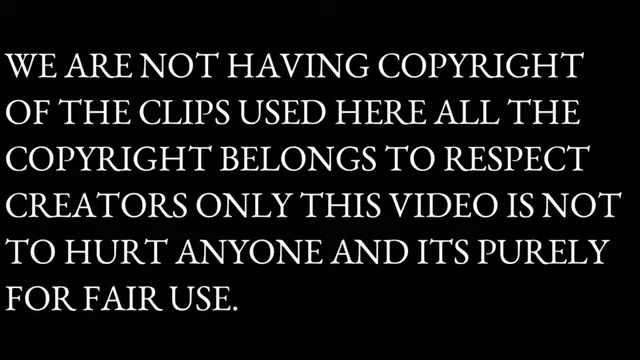 WE ARE NOT HAVING COPYRIGHT
OF THE CLIPS USED HERE ALL THE
COPYRIGHT BELONGS TO RESPECT
CREATORS ONLY THIS VIDEO IS NOT
TO HURT ANYONE AND ITS PURELY
FOR FAIR USE.